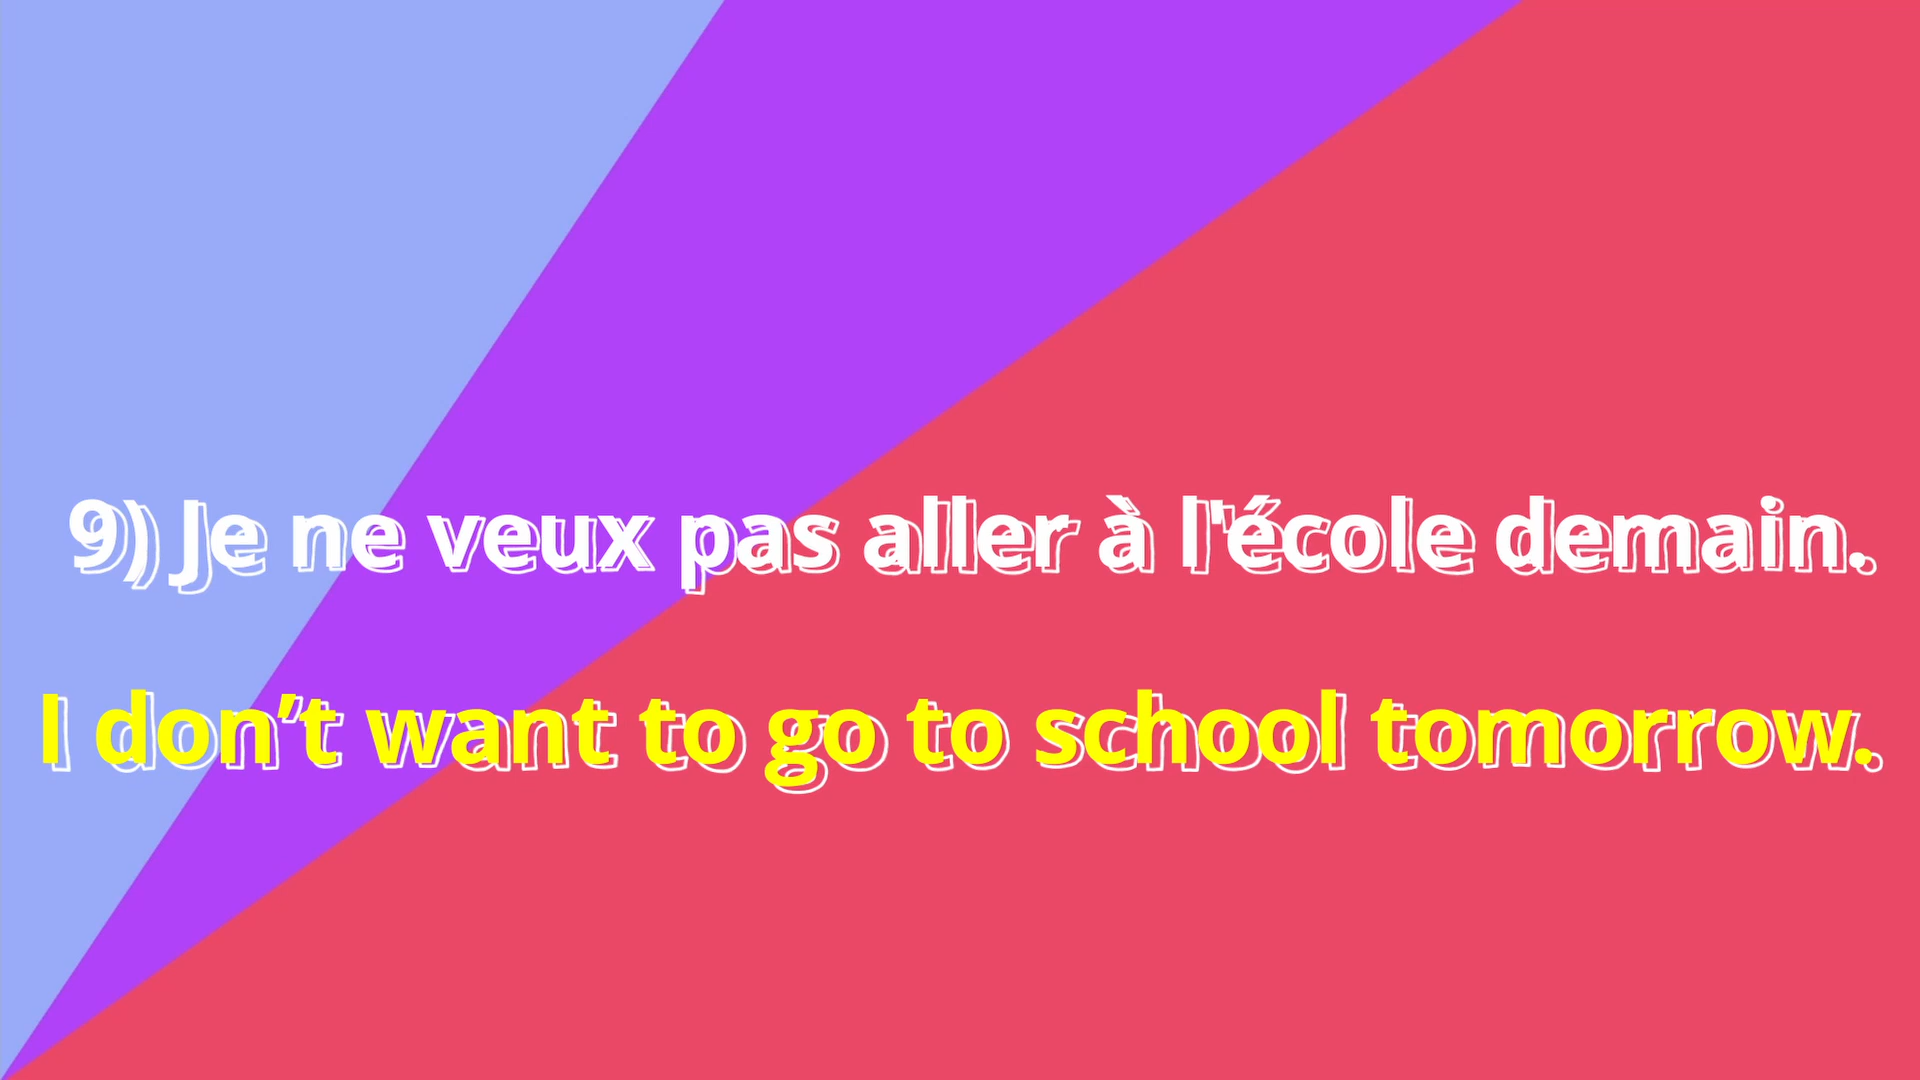 9) Je ne veux pas aller à l'école demain.
I don’t want to go to school tomorrow.